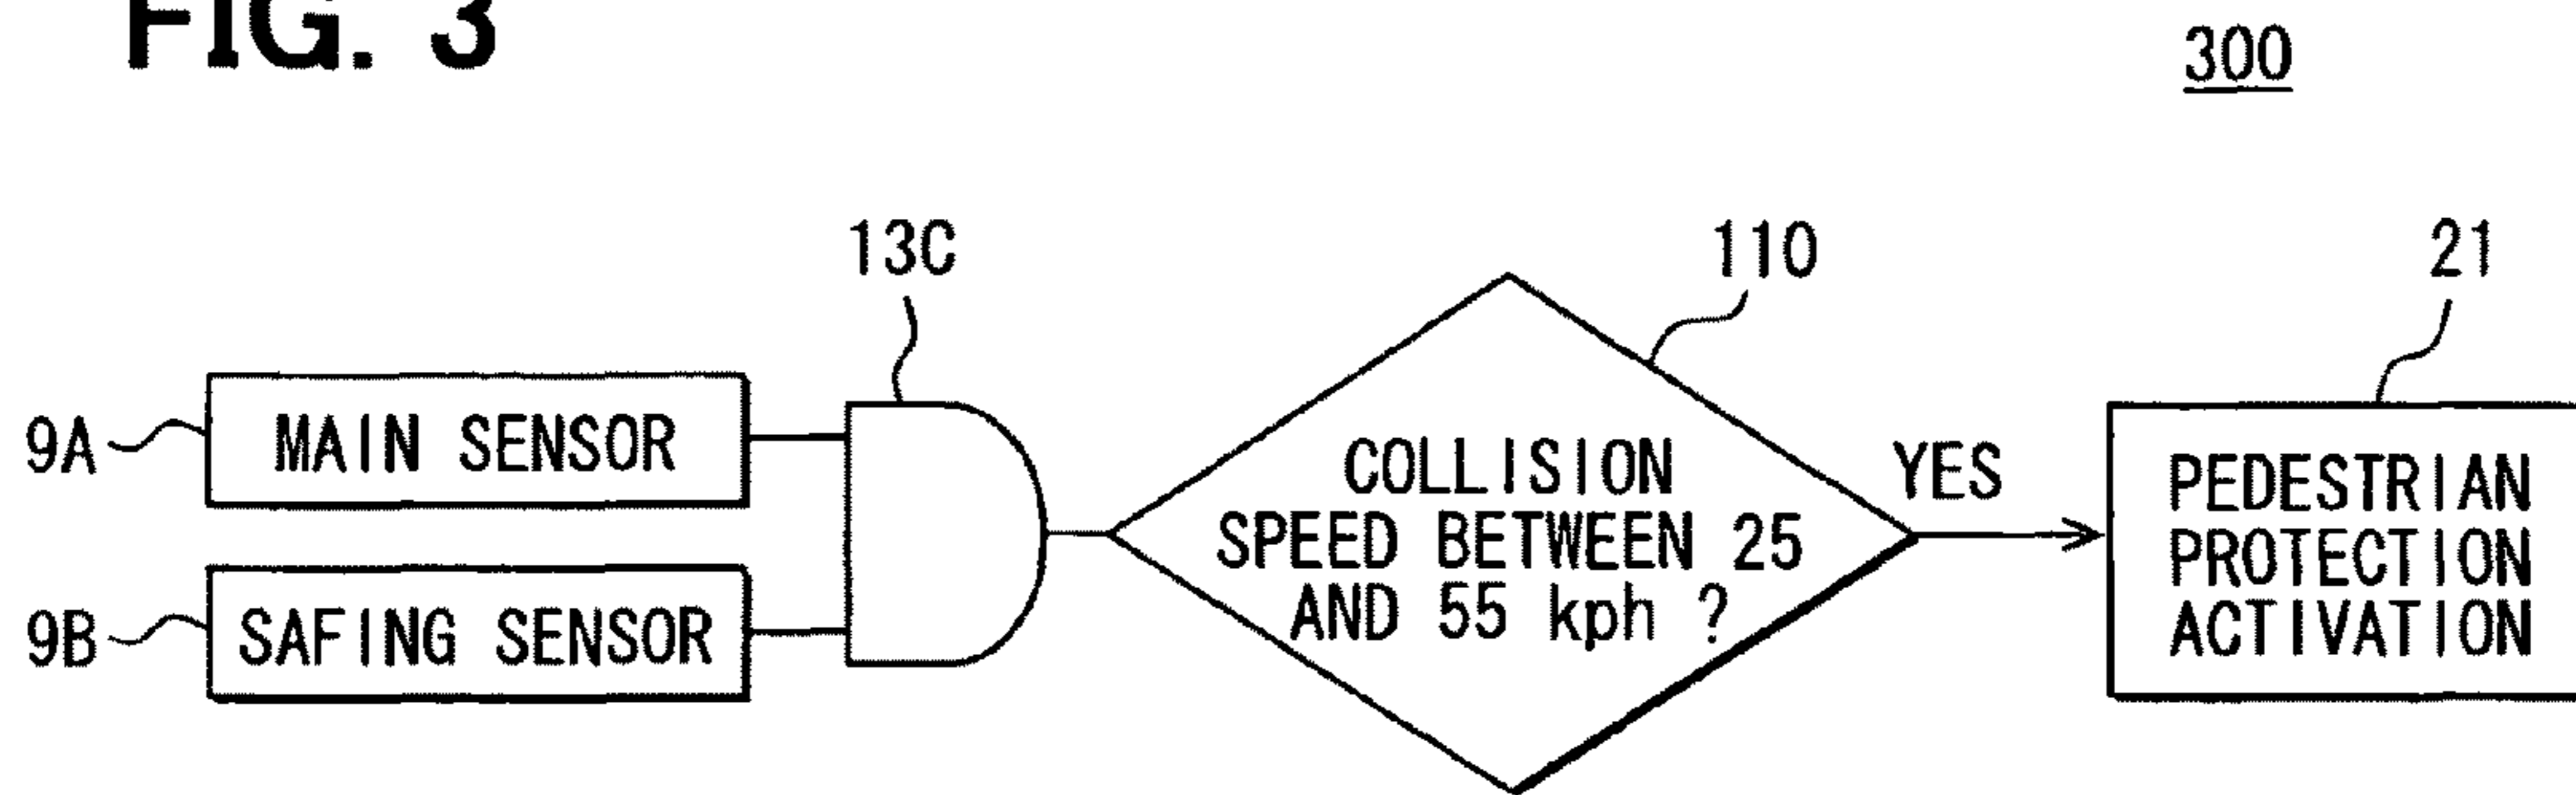 FIG. 3
300
13C
110
21
9A
MAIN SENSOR
9B
SAFING SENSOR
COLLISION
SPEED BETWEEN 25
AND 55 kph ?
YES
PEDESTRIAN
PROTECTION
ACTIVATION